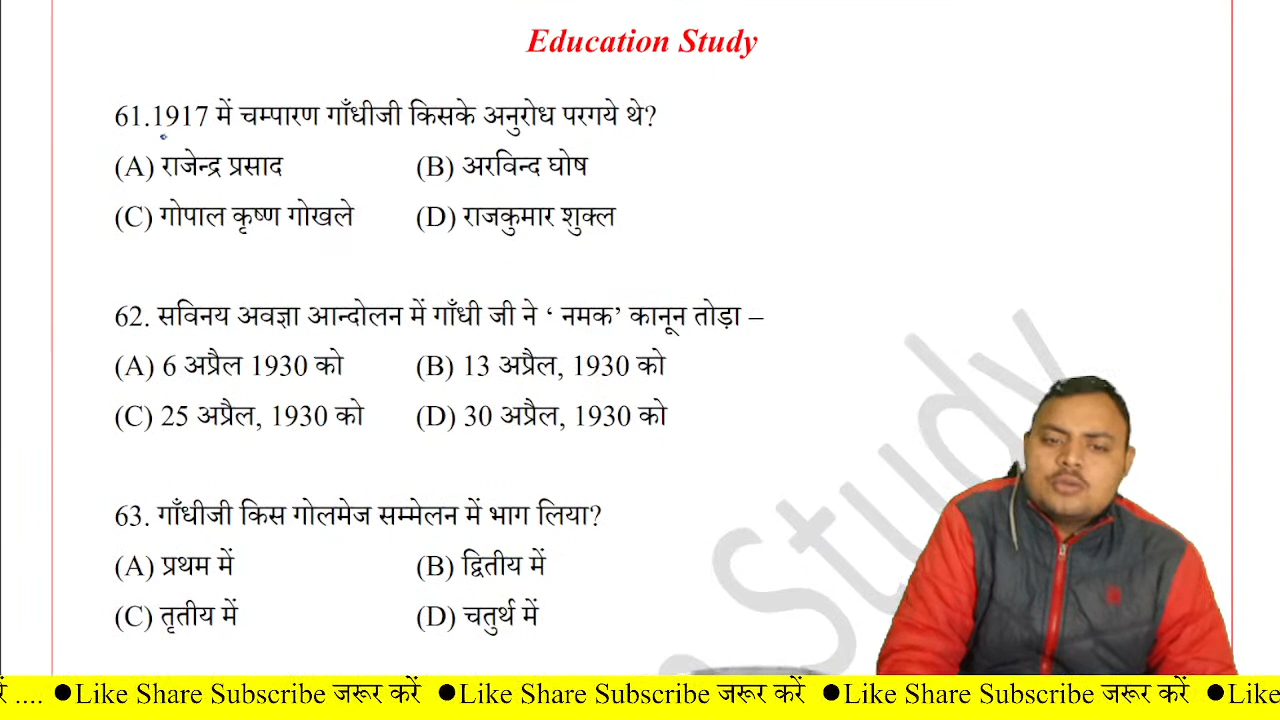 Education Study
61.1917 में चम्पारण गाँधीजी किसके अनुरोध परगये थे?
(A) राजेन्द्र प्रसाद (B) अरविन्द घोष
(C) गोपाल कृष्ण गोखले (D) राजकुमार शुक्ल
62. सविनय अवज्ञा आन्दोलन में गाँधी जी ने ‘ नमक’ कानून तोड़ा –
(A) 6 अप्रैल 1930 को (B) 13 अप्रैल, 1930 को
(C) 25 अप्रैल, 1930 को (D) 30 अप्रैल, 1930 को
63. गाँधीजी किस गोलमेज सम्मेलन में भाग लिया?
(A) प्रथम में (B) द्वितीय में
(C) तृतीय में (D) चतुर्थ में
Study
.... ●Like Share Subscribe जरूर करें ●Like Share Subscribe जरूर करें ●Like Share Subscribe जरूर करें ●Like